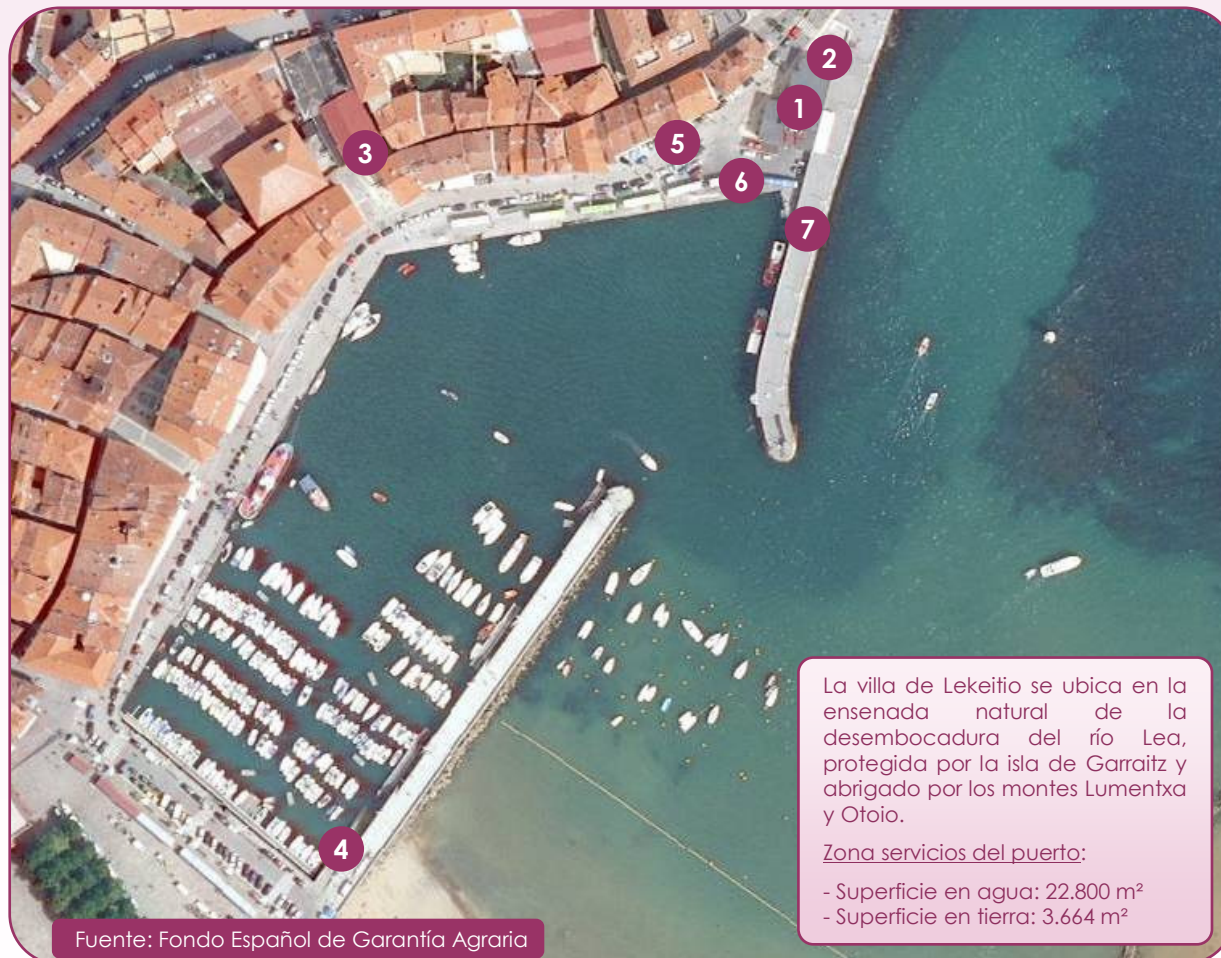 2
1
3
5
6
7
4
La villa de Lekeitio se ubica en la
ensenada natural de la
desembocadura del río Lea,
protegida por la isla de Garraitz y
abrigado por los montes Lumentxa
y Otoio.
Zona servicios del puerto:
- Superficie en agua: 22.800 m²
- Superficie en tierra: 3.664 m²
Fuente: Fondo Español de Garantía Agraria